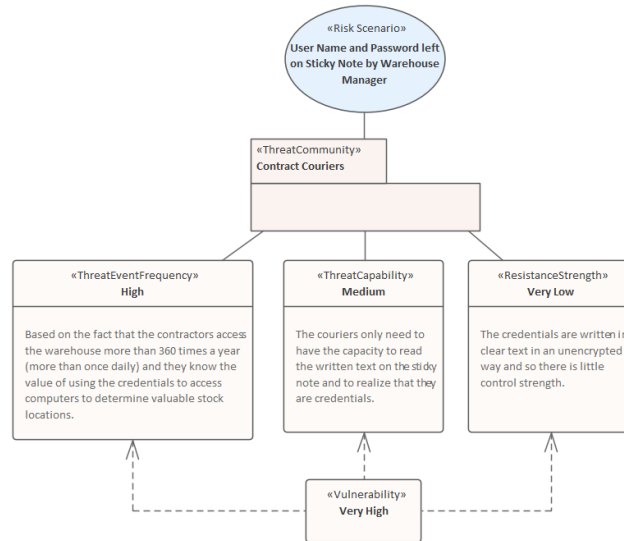 «Risk Scenario»
User Name and Password left
on Sticky Note by Warehouse
Manager
«ThreatCommunity»
Contract Couriers
«ThreatEventFrequency»
High
Based on the fact that the contractors access
the warehouse more than 360 times a year
(more than once daily) and they know the
value of using the credentials to access
computers to determine valuable stock
locations.
«ThreatCapability»
Medium
The couriers only need to
have the capacity to read
the written text on the sticky
note and to realize that they
are credentials.
«ResistanceStrength»
Very Low
The credentials are written in
clear text in an unencrypted
way and so there is little
control strength.
«Vulnerability»
Very High